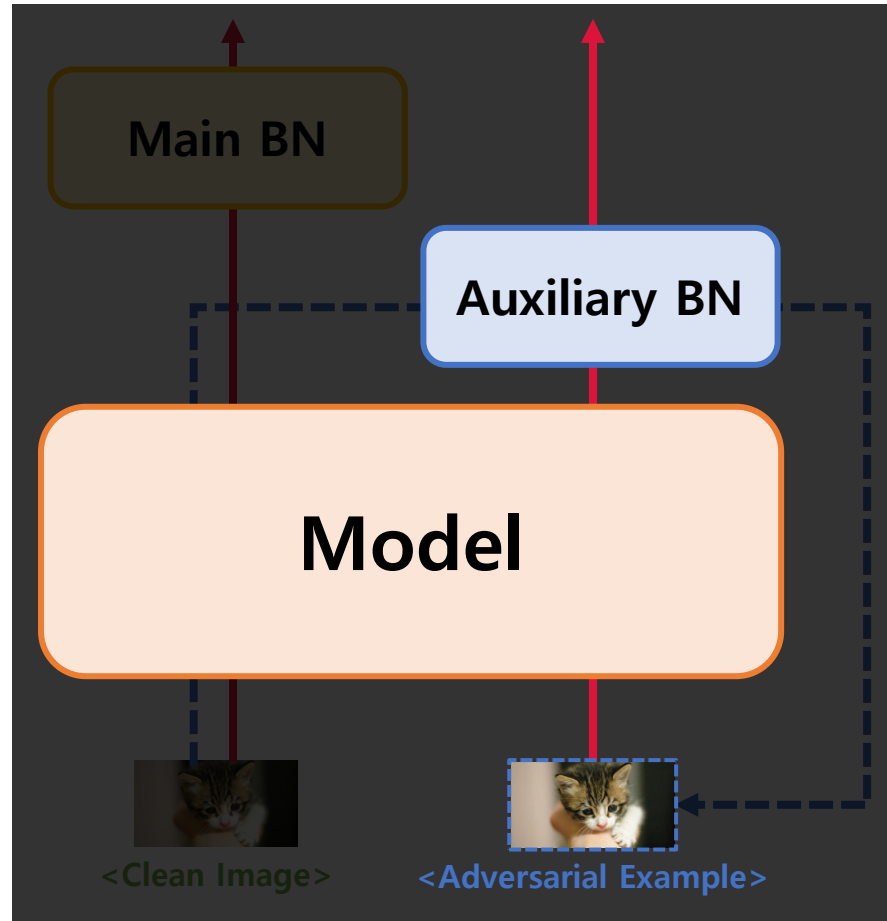 Main BN
Auxiliary BN
Model
<Clean Image>
<Adversarial Example>